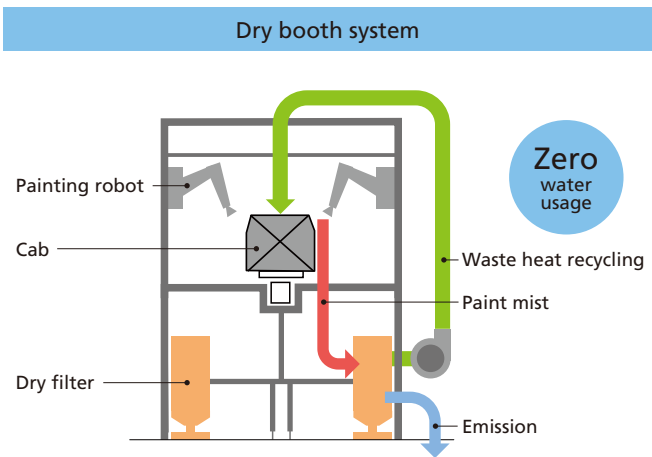 Dry booth system
Painting robot
Cab
Dry filter
Zero
water
usage
Waste heat recycling
Paint mist
Emission